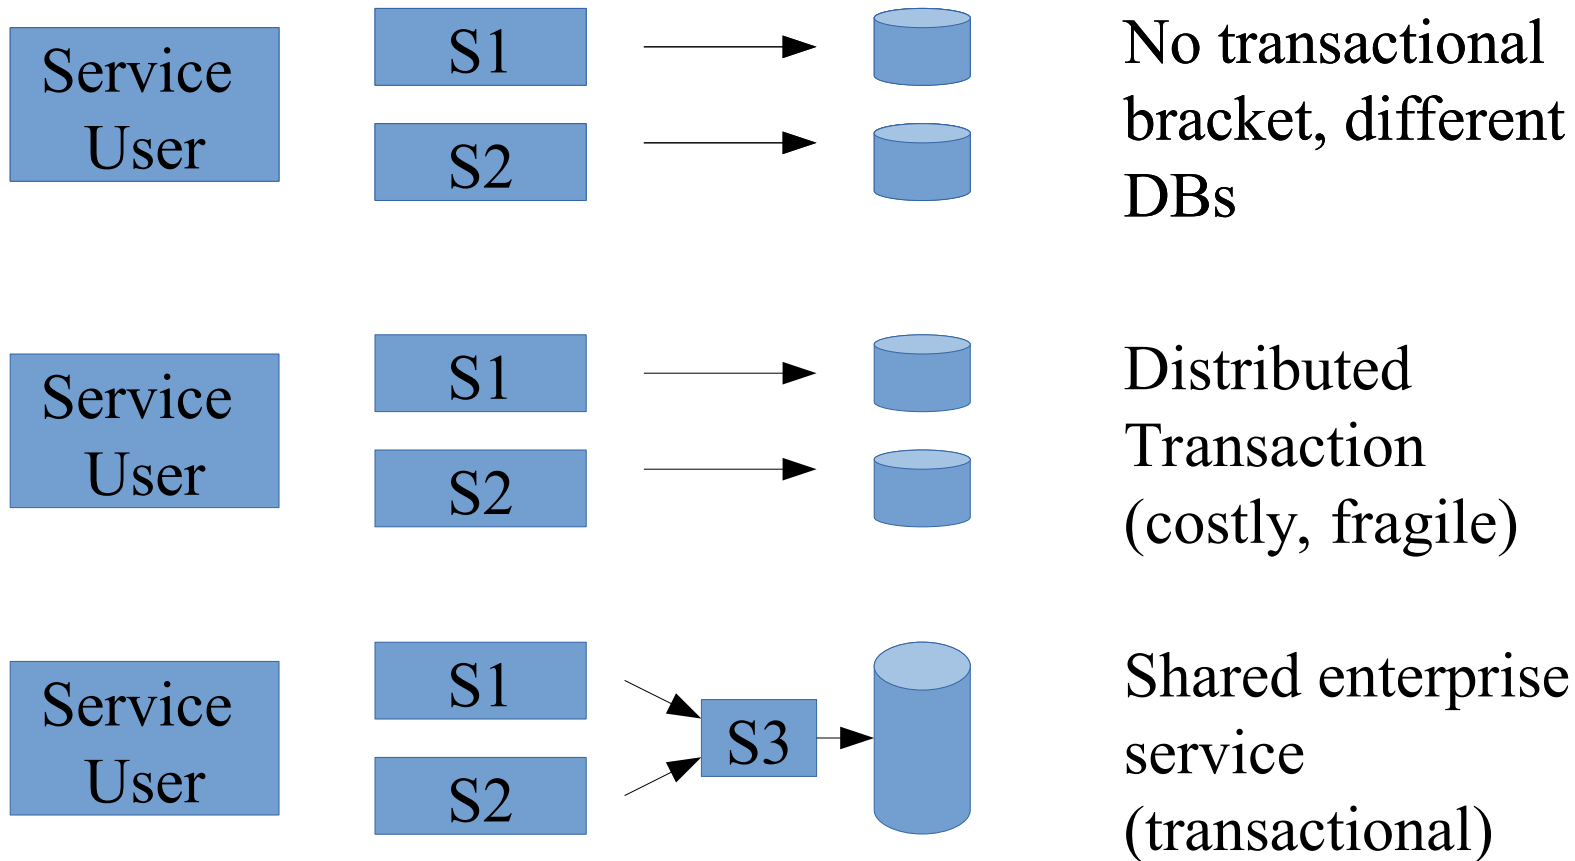 Service
User
S1
S2
No transactional
bracket, different
DBs
Service
User
S1
S2
Distributed
Transaction
(costly, fragile)
Service
User
S1
S2
S3
Shared enterprise
service
(transactional)